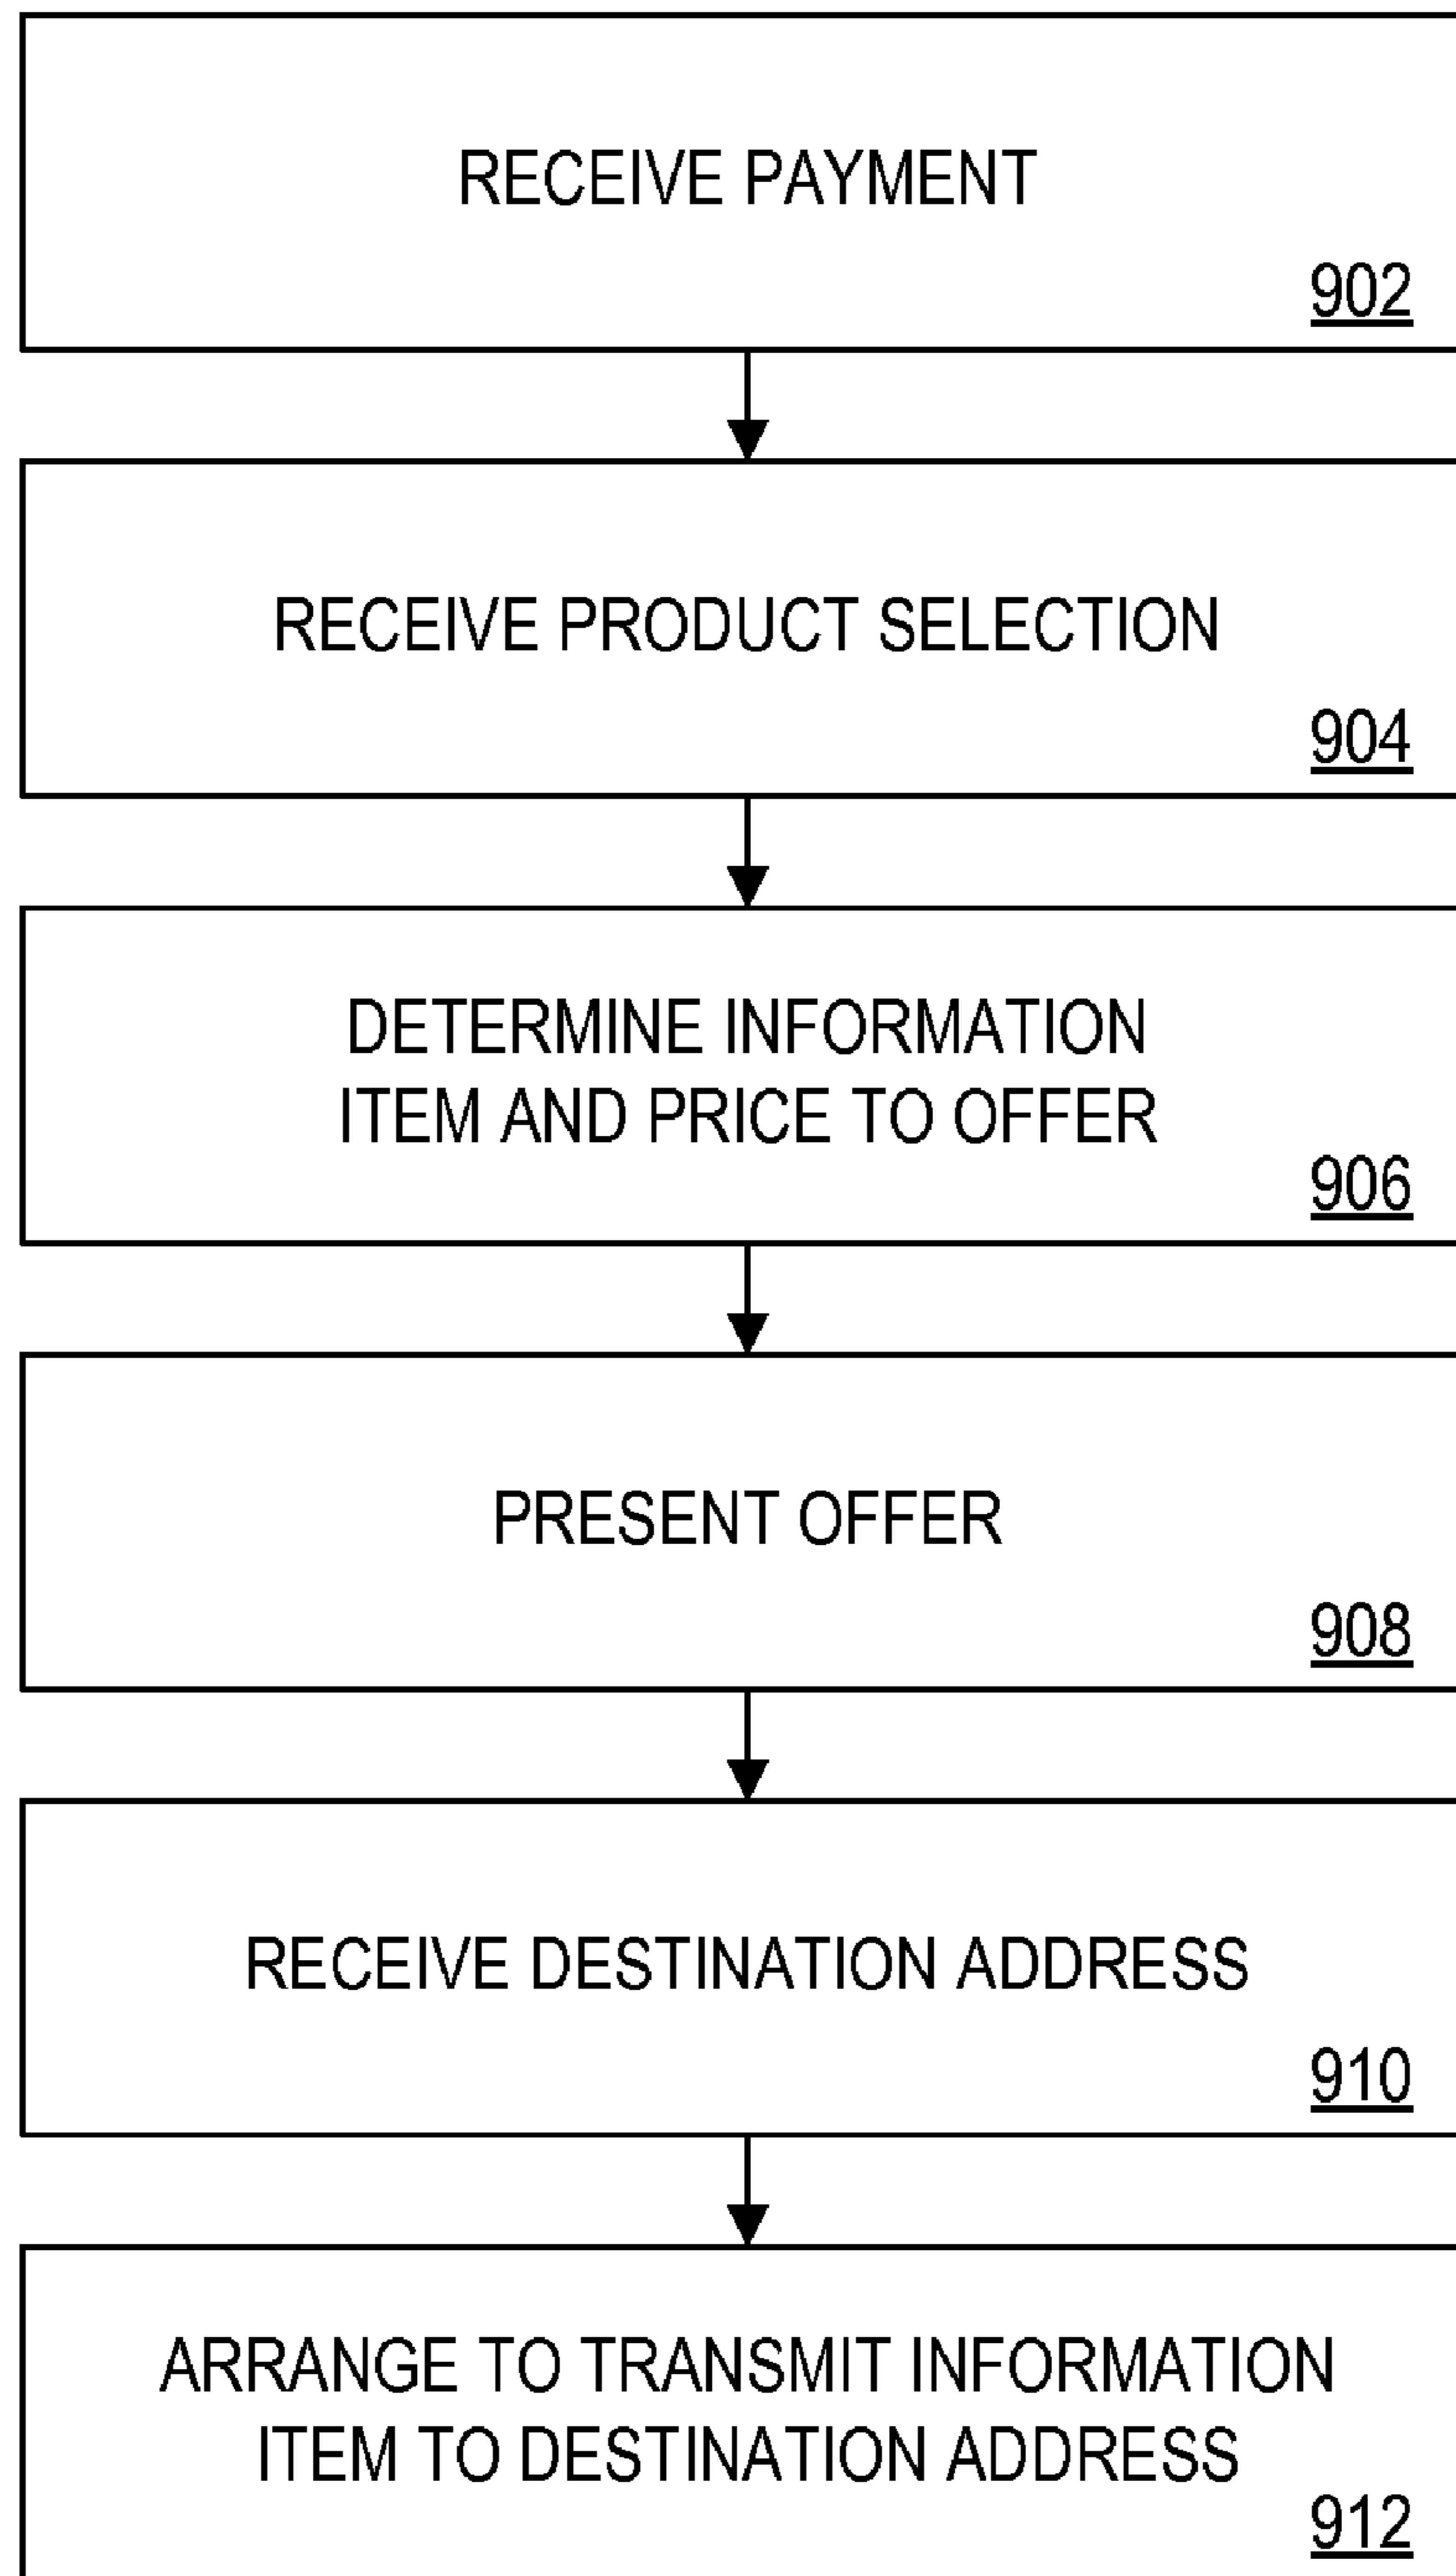 RECEIVE PAYMENT
902
RECEIVE PRODUCT SELECTION
904
DETERMINE INFORMATION
ITEM AND PRICE TO OFFER
906
PRESENT OFFER
908
RECEIVE DESTINATION ADDRESS
910
ARRANGE TO TRANSMIT INFORMATION
ITEM TO DESTINATION ADDRESS
912